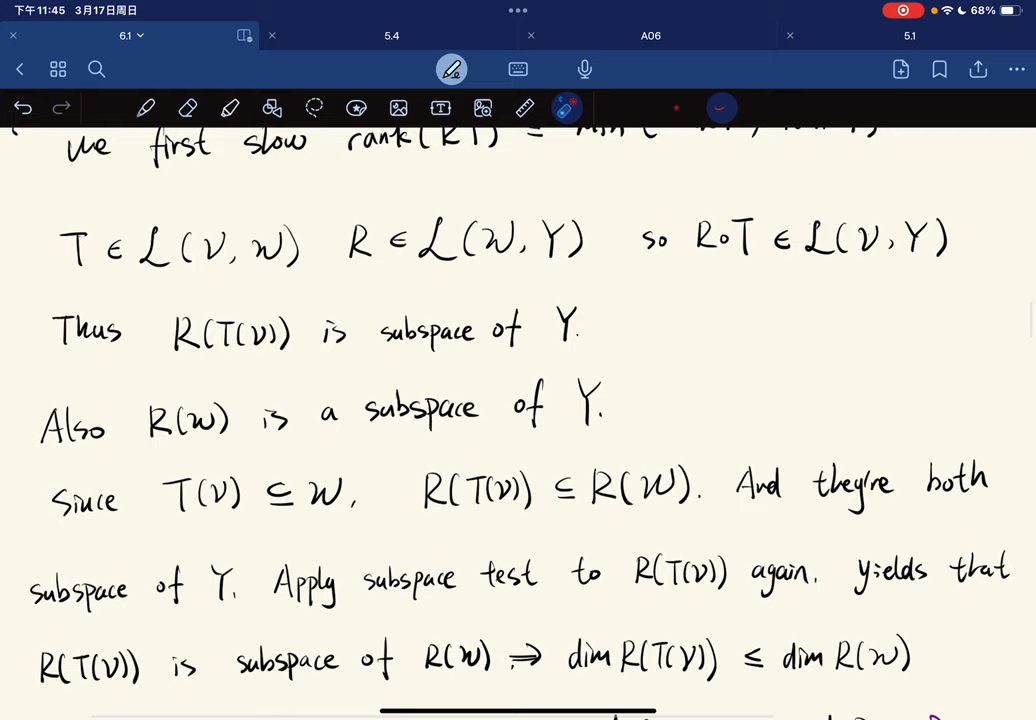 下午11:45 3月17日周日
68%
6.1
5.4
A06
5.1
We first slow rank(RT) ≤ min(
T ∈ L(V, W) R ∈ L(W, Y) so R∘T ∈ L(V, Y)
Thus R(T(V)) is subspace of Y.
Also R(W) is a subspace of Y.
Since T(V) ⊆ W, R(T(V)) ⊆ R(W). And they're both
subspace of Y. Apply subspace test to R(T(V)) again, yields that
R(T(V)) is subspace of R(W) ⇒ dim R(T(V)) ≤ dim R(W)